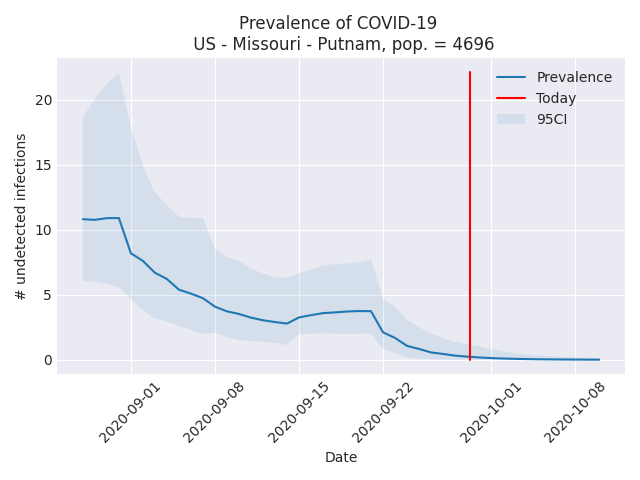 Prevalence of COVID-19
US - Missouri - Putnam, pop. = 4696
Prevalence
Today
95CI
# undetected infections
20
15
10
5
0
2020-09-01
2020-09-08
2020-09-15
2020-09-22
2020-10-01
2020-10-08
Date